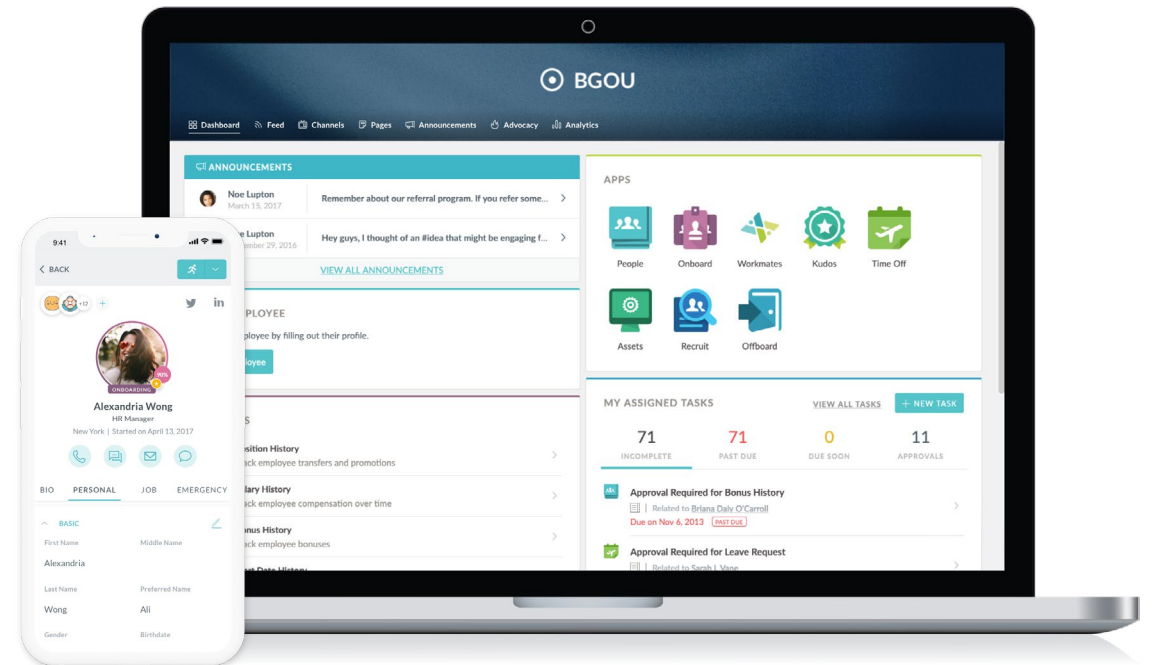 BGOU
Dashboard Feed Channels Pages Announcements Advocacy Analytics
ANNOUNCEMENTS
Noe Lupton
March 15, 2017
Remember about our referral program. If you refer some...
Lupton
29, 2016
Hey guys, I thought of an #idea that might be engaging f...
VIEW ALL ANNOUNCEMENTS
PLOYEE
ployee by filling out their profile.
loyee
S
sition History
ack employee transfers and promotions
lary History
ack employee compensation over time
onus History
ack employee bonuses
Date History
APPS
People Onboard Workmates Kudos Time Off
Assets Recruit Offboard
MY ASSIGNED TASKS VIEW ALL TASKS + NEW TASK
71 71 0 11
INCOMPLETE PAST DUE DUE SOON APPROVALS
Approval Required for Bonus History
Related to Briana Daly O'Carroll
Due on Nov 6, 2013 PAST DUE
Approval Required for Leave Request
Related to Sarah J. Vane
9:41
BACK
+12 +
in
90%
ONBOARDING
Alexandria Wong
HR Manager
New York | Started on April 13, 2017
BIO PERSONAL JOB EMERGENCY
BASIC
First Name Middle Name
Alexandria
Last Name Preferred Name
Wong Ali
Gender Birthdate